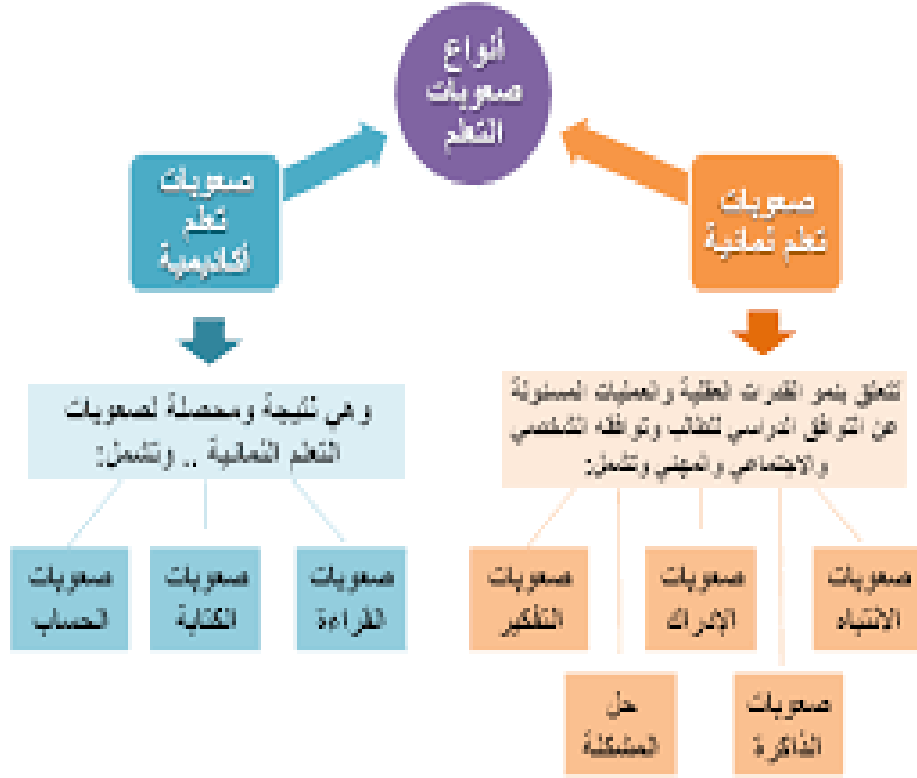 أنواع
صعوبات
التعلم
صعوبات
تعلم نمائية
صعوبات
تعلم
أكاديمية
تتعلق بنمو القدرات العقلية والعمليات المسئولة
عن التوافق الدراسي للطالب وتوافقه الشخصي
والاجتماعي والمهني وتشمل:
وهي نتيجة ومحصلة لصعوبات
التعلم النمائية .. وتشمل:
صعوبات
الانتباه
صعوبات
الإدراك
صعوبات
التفكير
صعوبات
الذاكرة
حل
المشكلة
صعوبات
القراءة
صعوبات
الكتابة
صعوبات
الحساب